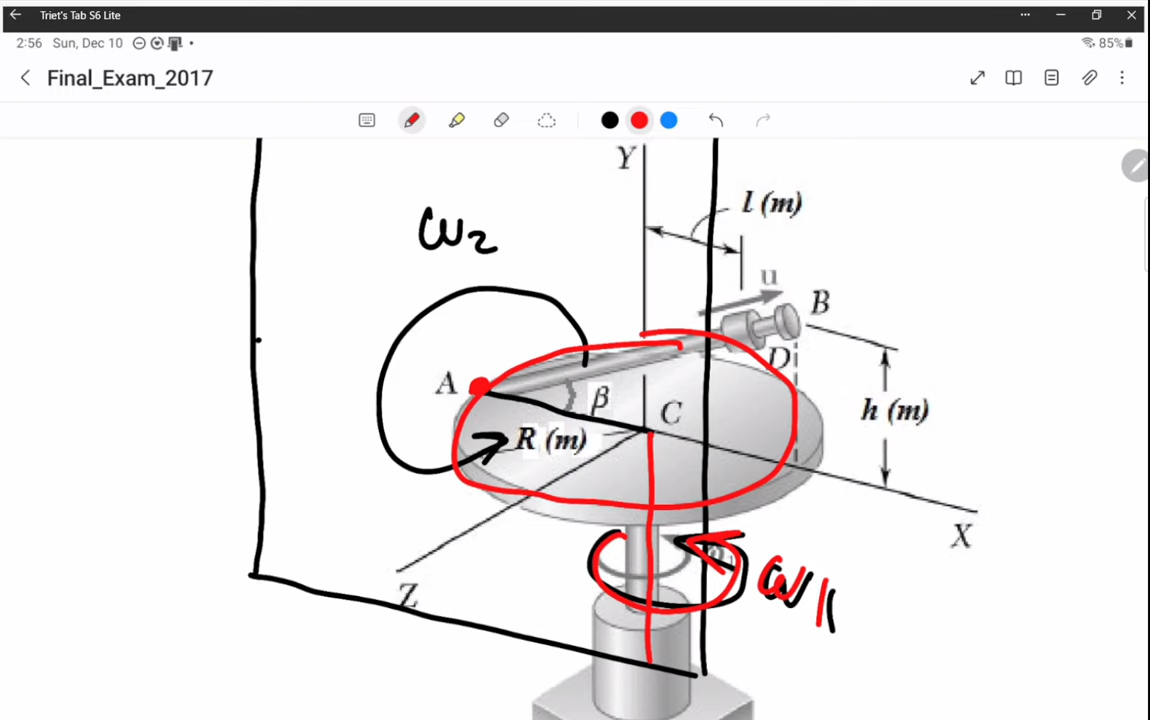 Triet's Tab S6 Lite
2:56 Sun, Dec 10 85%
Final_Exam_2017
Y
l (m)
ω2
u
B
A
D
β
C
h (m)
R (m)
X
Z
ω1